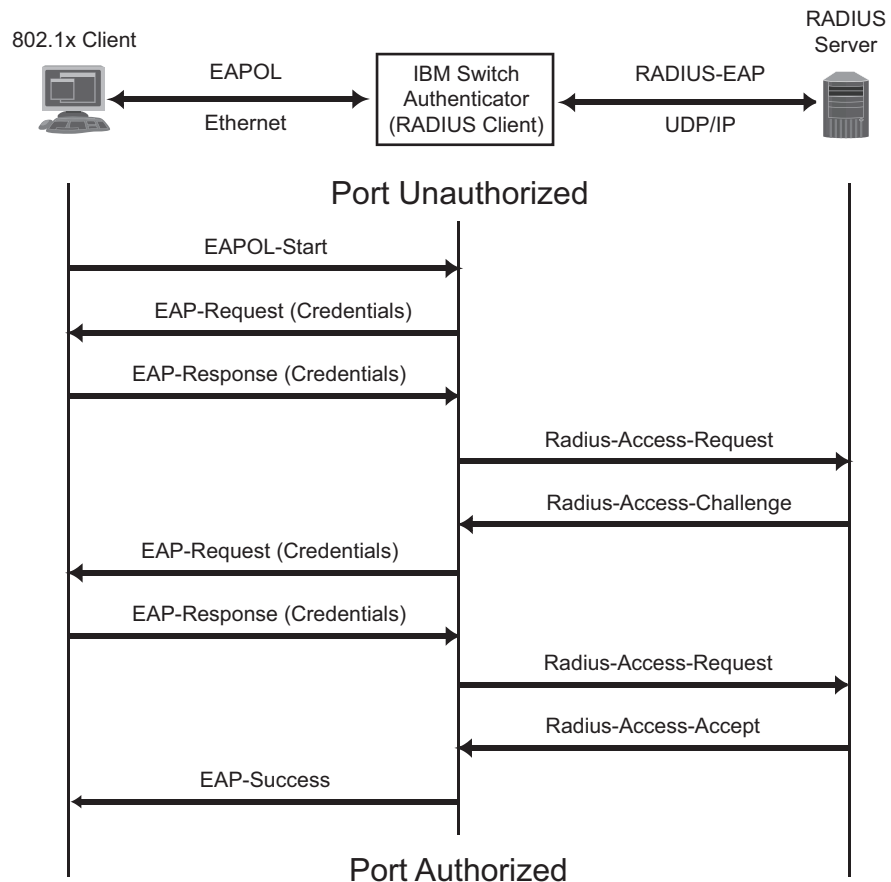 802.1x Client
EAPOL
Ethernet
IBM Switch
Authenticator
(RADIUS Client)
RADIUS-EAP
UDP/IP
RADIUS
Server
Port Unauthorized
EAPOL-Start
EAP-Request (Credentials)
EAP-Response (Credentials)
Radius-Access-Request
Radius-Access-Challenge
EAP-Request (Credentials)
EAP-Response (Credentials)
Radius-Access-Request
Radius-Access-Accept
EAP-Success
Port Authorized